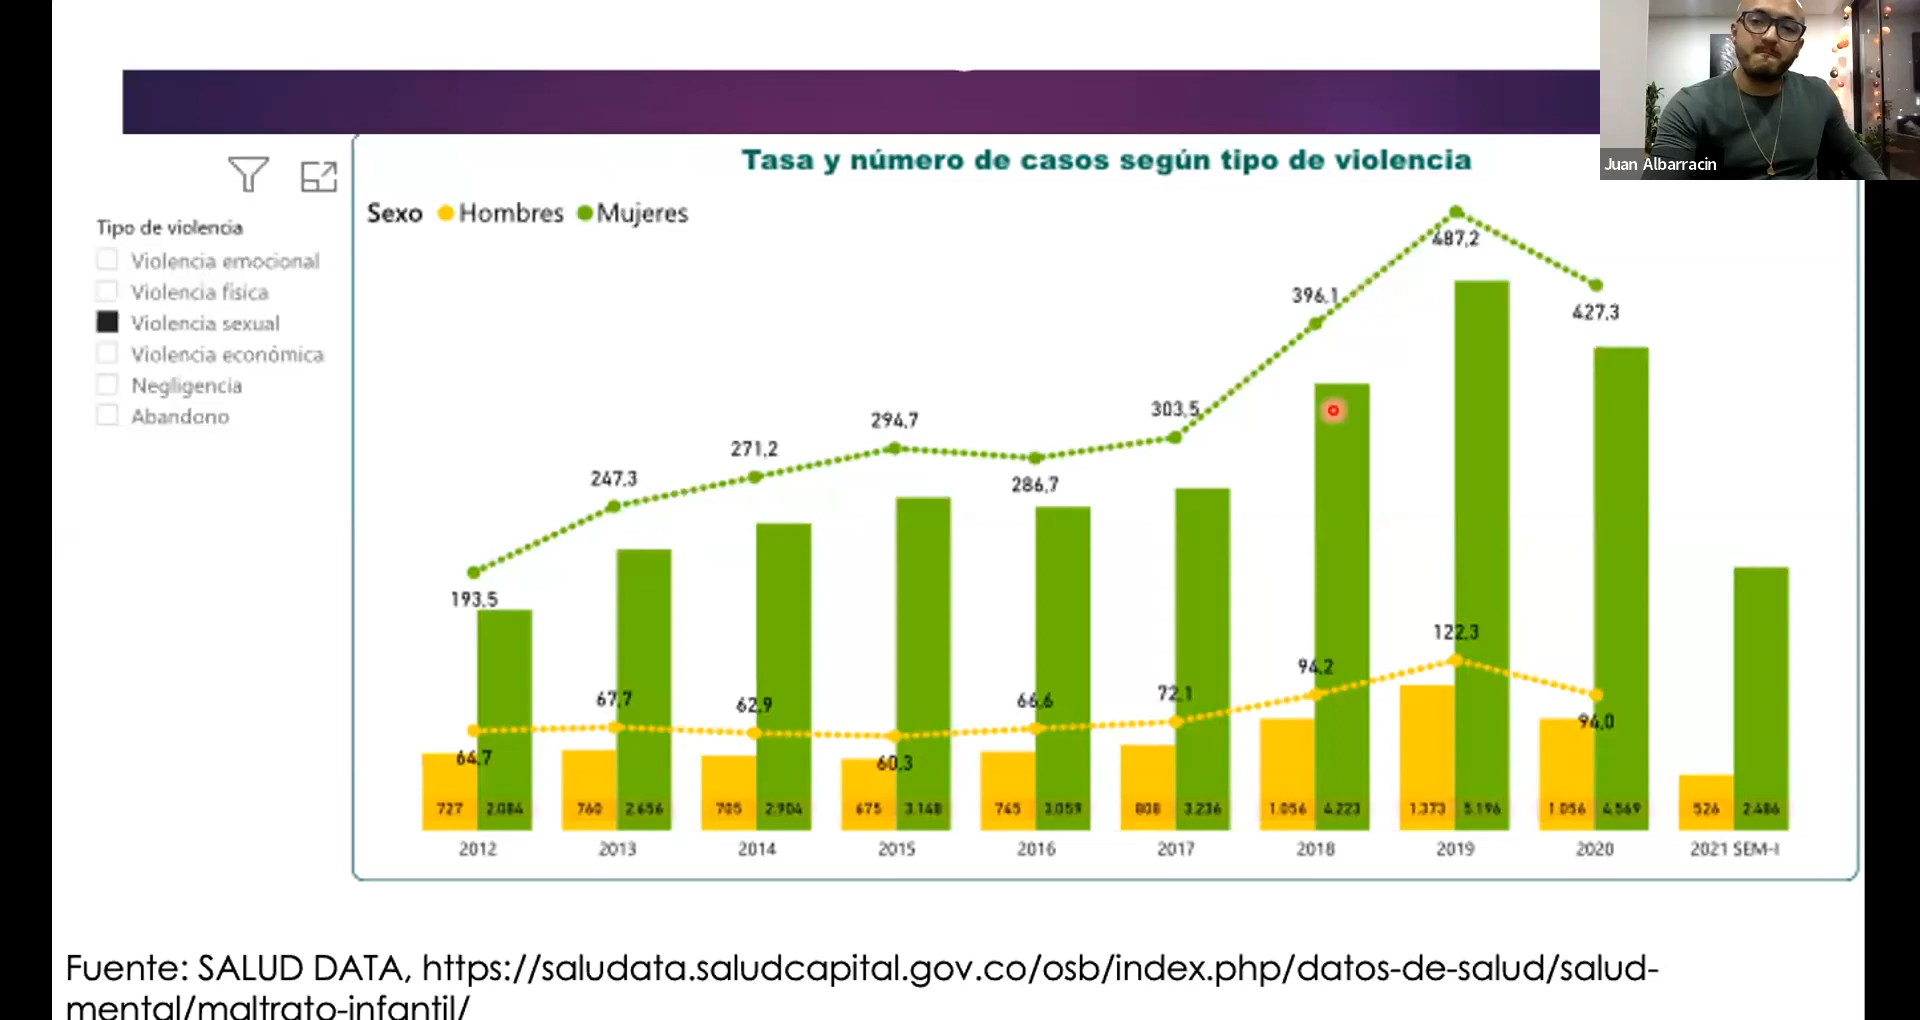 Juan Albarracin
Tasa y número de casos según tipo de violencia
Sexo Hombres Mujeres
Tipo de violencia
Violencia emocional
Violencia física
Violencia sexual
Violencia económica
Negligencia
Abandono
487,2
396,1
427,3
303,5
294,7
271,2
286,7
247,3
193,5
122,3
94,2
67,7
62,9
66,6
72,1
94,0
64,7
60,3
727 2.084 760 2.656 705 2.904 675 3.148 745 3.059 808 3.236 1.056 4.223 1.373 5.196 1.056 4.569 526 2.486
2012 2013 2014 2015 2016 2017 2018 2019 2020 2021 SEM-I
Fuente: SALUD DATA, https://saludata.saludcapital.gov.co/osb/index.php/datos-de-salud/salud-
mental/maltrato-infantil/